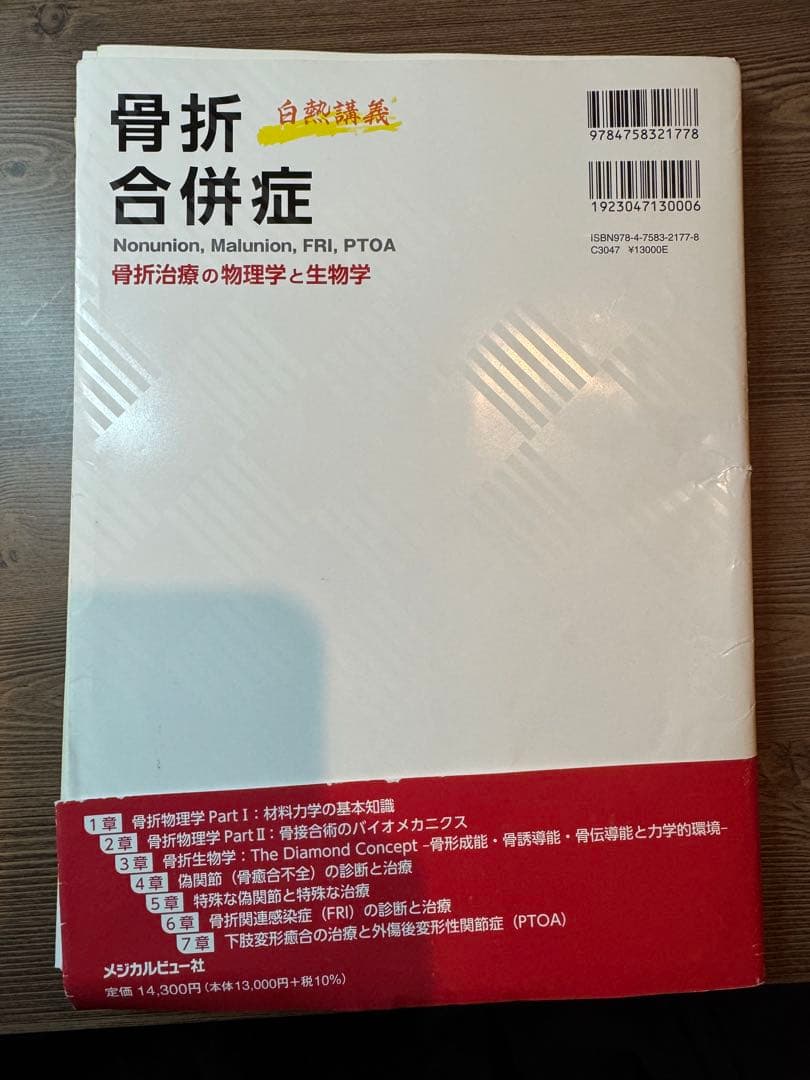 骨折 白熱講義
合併症
Nonunion, Malunion, FRI, PTOA
骨折治療の物理学と生物学
9784758321778
1923047130006
ISBN978-4-7583-2177-8
C3047 ¥13000E
1章 骨折物理学 Part Ⅰ：材料力学の基本知識
2章 骨折物理学 Part Ⅱ：骨接合術のバイオメカニクス
3章 骨折生物学：The Diamond Concept –骨形成能・骨誘導能・骨伝導能と力学的環境–
4章 偽関節（骨癒合不全）の診断と治療
5章 特殊な偽関節と特殊な治療
6章 骨折関連感染症（FRI）の診断と治療
7章 下肢変形癒合の治療と外傷後変形性関節症（PTOA）
メジカルビュー社
定価 14,300円（本体13,000円＋税10%）